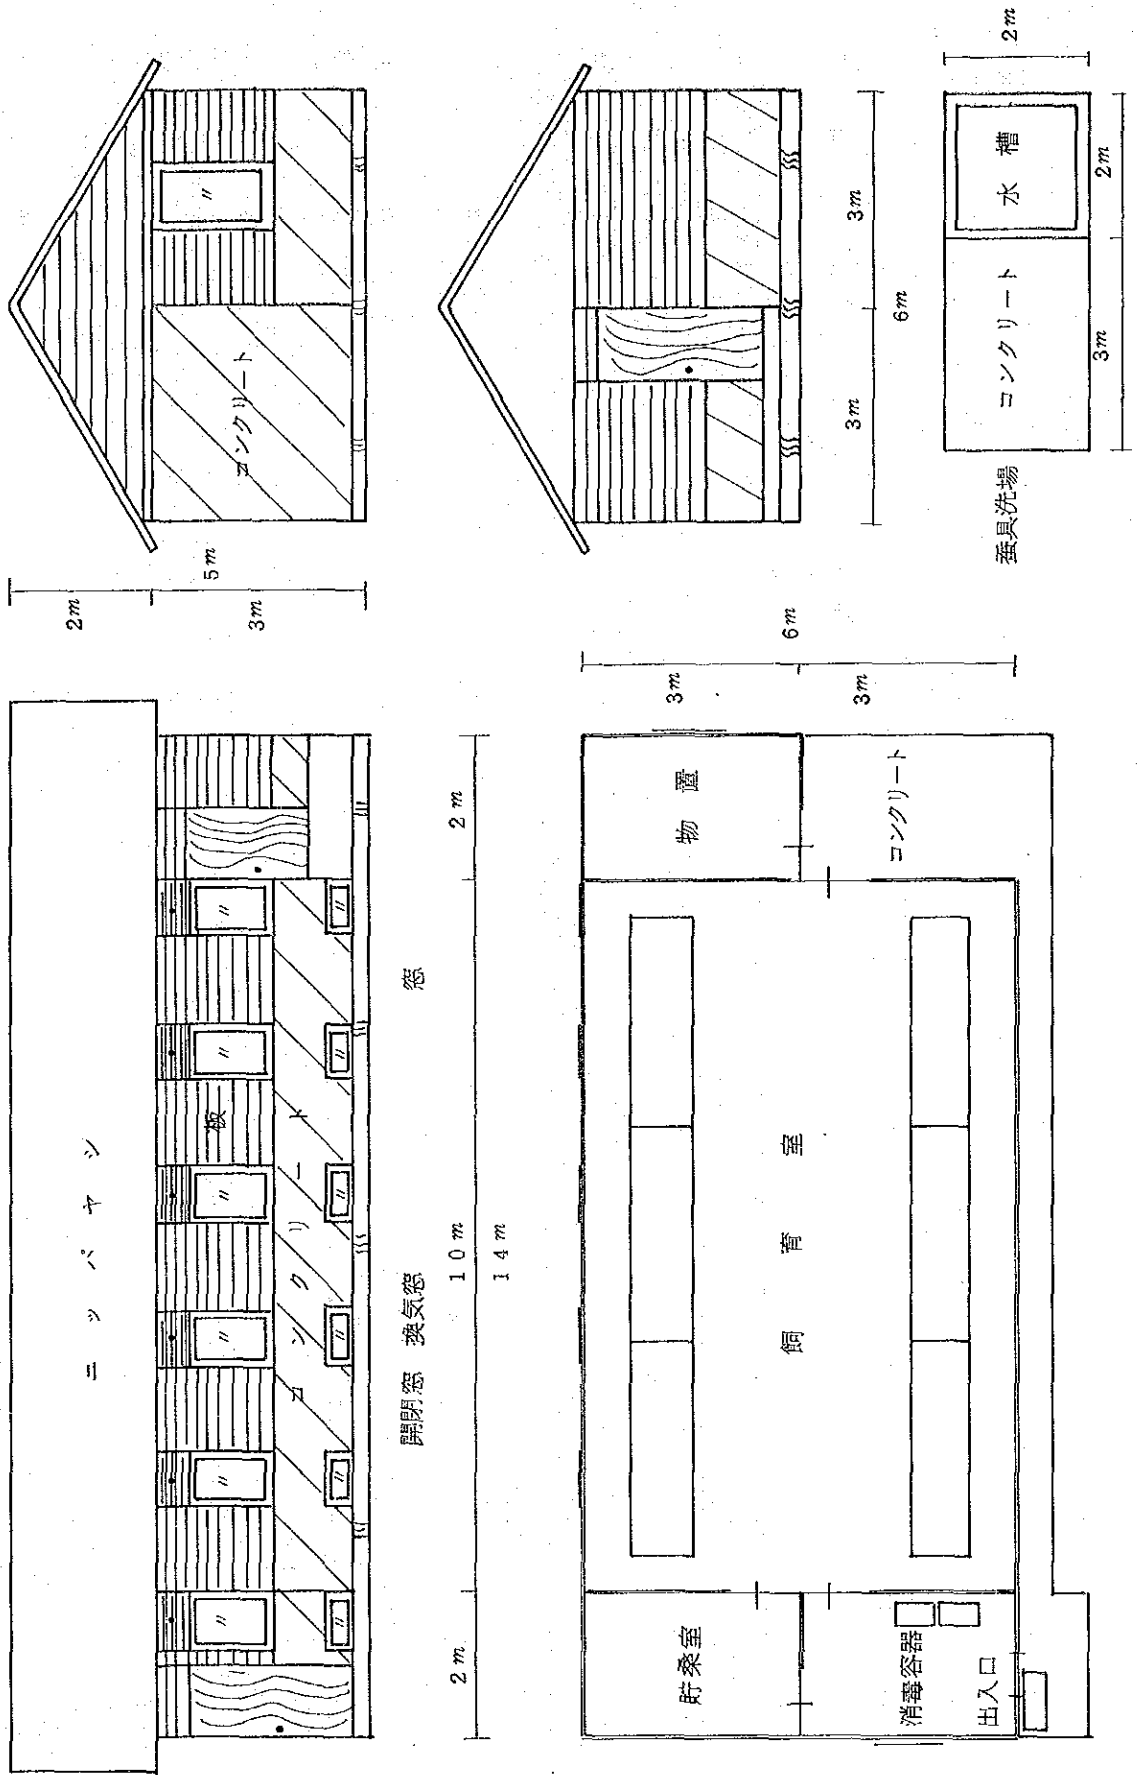 ニッパヤシ
板
コンクリート
開閉窓 換気窓 窓
2m 10m 2m
14m
2m
3m
5m
コンクリート
貯桑室
消毒容器
出入口
飼育室
物置
コンクリート
3m
3m
6m
3m 3m
6m
蚕具洗場
コンクリート
水槽
3m 2m
2m